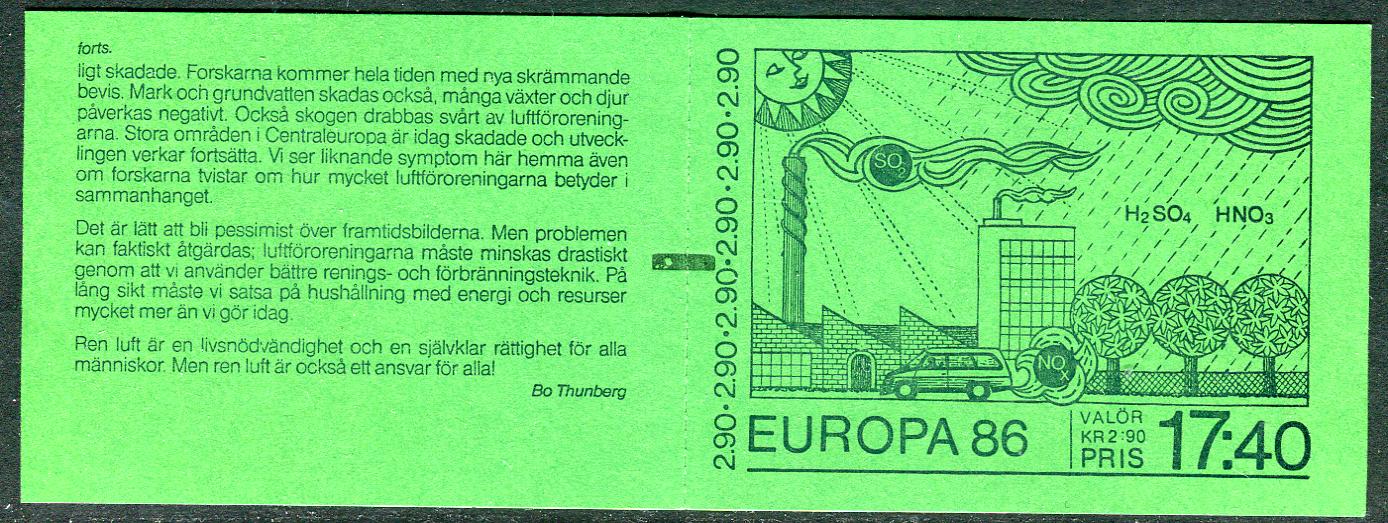 forts.
ligt skadade. Forskarna kommer hela tiden med nya skrämmande
bevis. Mark och grundvatten skadas också, många växter och djur
påverkas negativt. Också skogen drabbas svårt av luftförorening-
arna. Stora områden i Centraleuropa är idag skadade och utveck-
lingen verkar fortsätta. Vi ser liknande symptom här hemma även
om forskarna tvistar om hur mycket luftföroreningarna betyder i
sammanhanget.
Det är lätt att bli pessimist över framtidsbilderna. Men problemen
kan faktiskt åtgärdas; luftföroreningarna måste minskas drastiskt
genom att vi använder bättre renings- och förbränningsteknik. På
lång sikt måste vi satsa på hushållning med energi och resurser
mycket mer än vi gör idag.
Ren luft är en livsnödvändighet och en självklar rättighet för alla
människor. Men ren luft är också ett ansvar för alla!
Bo Thunberg
2.90·2.90·2.90·2.90·2.90·2.90
SO2
H2SO4 HNO3
NOx
EUROPA 86
VALÖR
KR 2:90
PRIS 17:40